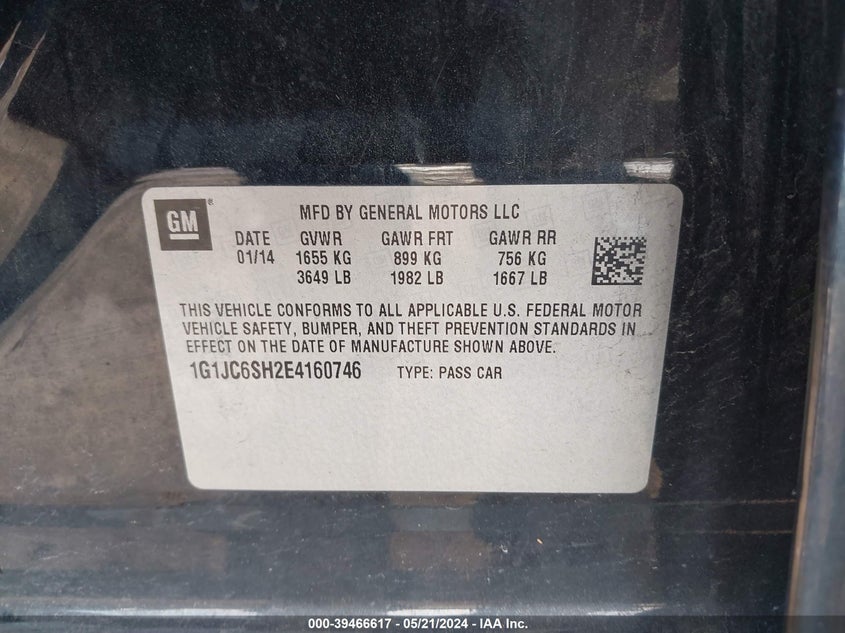 GM ®
MFD BY GENERAL MOTORS LLC
DATE GVWR GAWR FRT GAWR RR
01/14 1655 KG 899 KG 756 KG
3649 LB 1982 LB 1667 LB
THIS VEHICLE CONFORMS TO ALL APPLICABLE U.S. FEDERAL MOTOR
VEHICLE SAFETY, BUMPER, AND THEFT PREVENTION STANDARDS IN
EFFECT ON THE DATE OF MANUFACTURE SHOWN ABOVE.
1G1JC6SH2E4160746 TYPE: PASS CAR
000-39466617 - 05/21/2024 - IAA Inc.